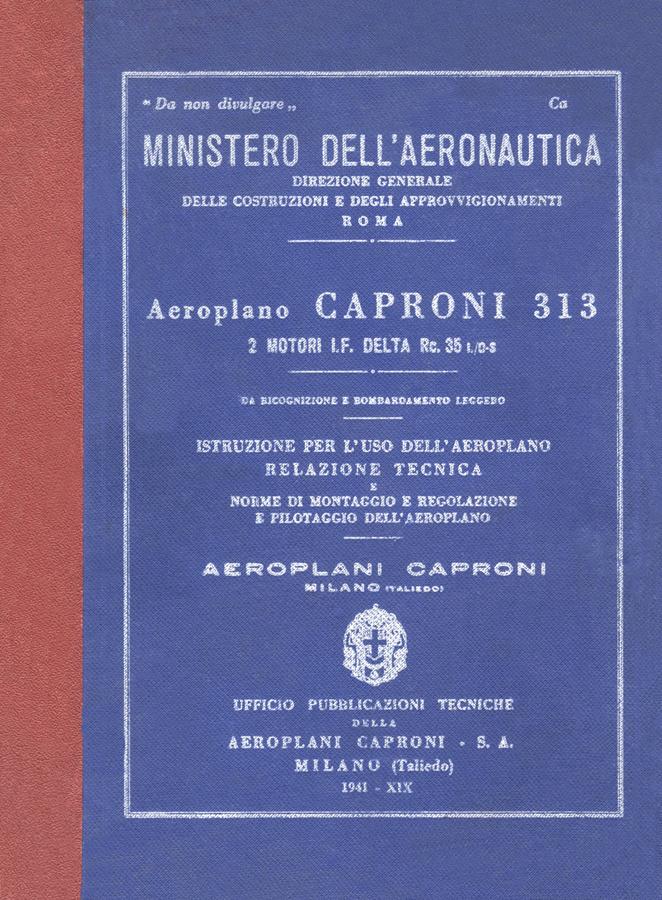 “ Da non divulgare „ Ca
MINISTERO DELL'AERONAUTICA
DIREZIONE GENERALE
DELLE COSTRUZIONI E DEGLI APPROVVIGIONAMENTI
ROMA
Aeroplano CAPRONI 313
2 MOTORI I.F. DELTA Rc. 35 I./D-S
DA RICOGNIZIONE E BOMBARDAMENTO LEGGERO
ISTRUZIONE PER L'USO DELL'AEROPLANO
RELAZIONE TECNICA
E
NORME DI MONTAGGIO E REGOLAZIONE
E PILOTAGGIO DELL'AEROPLANO
AEROPLANI CAPRONI
MILANO (TALIEDO)
UFFICIO PUBBLICAZIONI TECNICHE
DELLA
AEROPLANI CAPRONI - S. A.
MILANO (Taliedo)
1941 - XIX